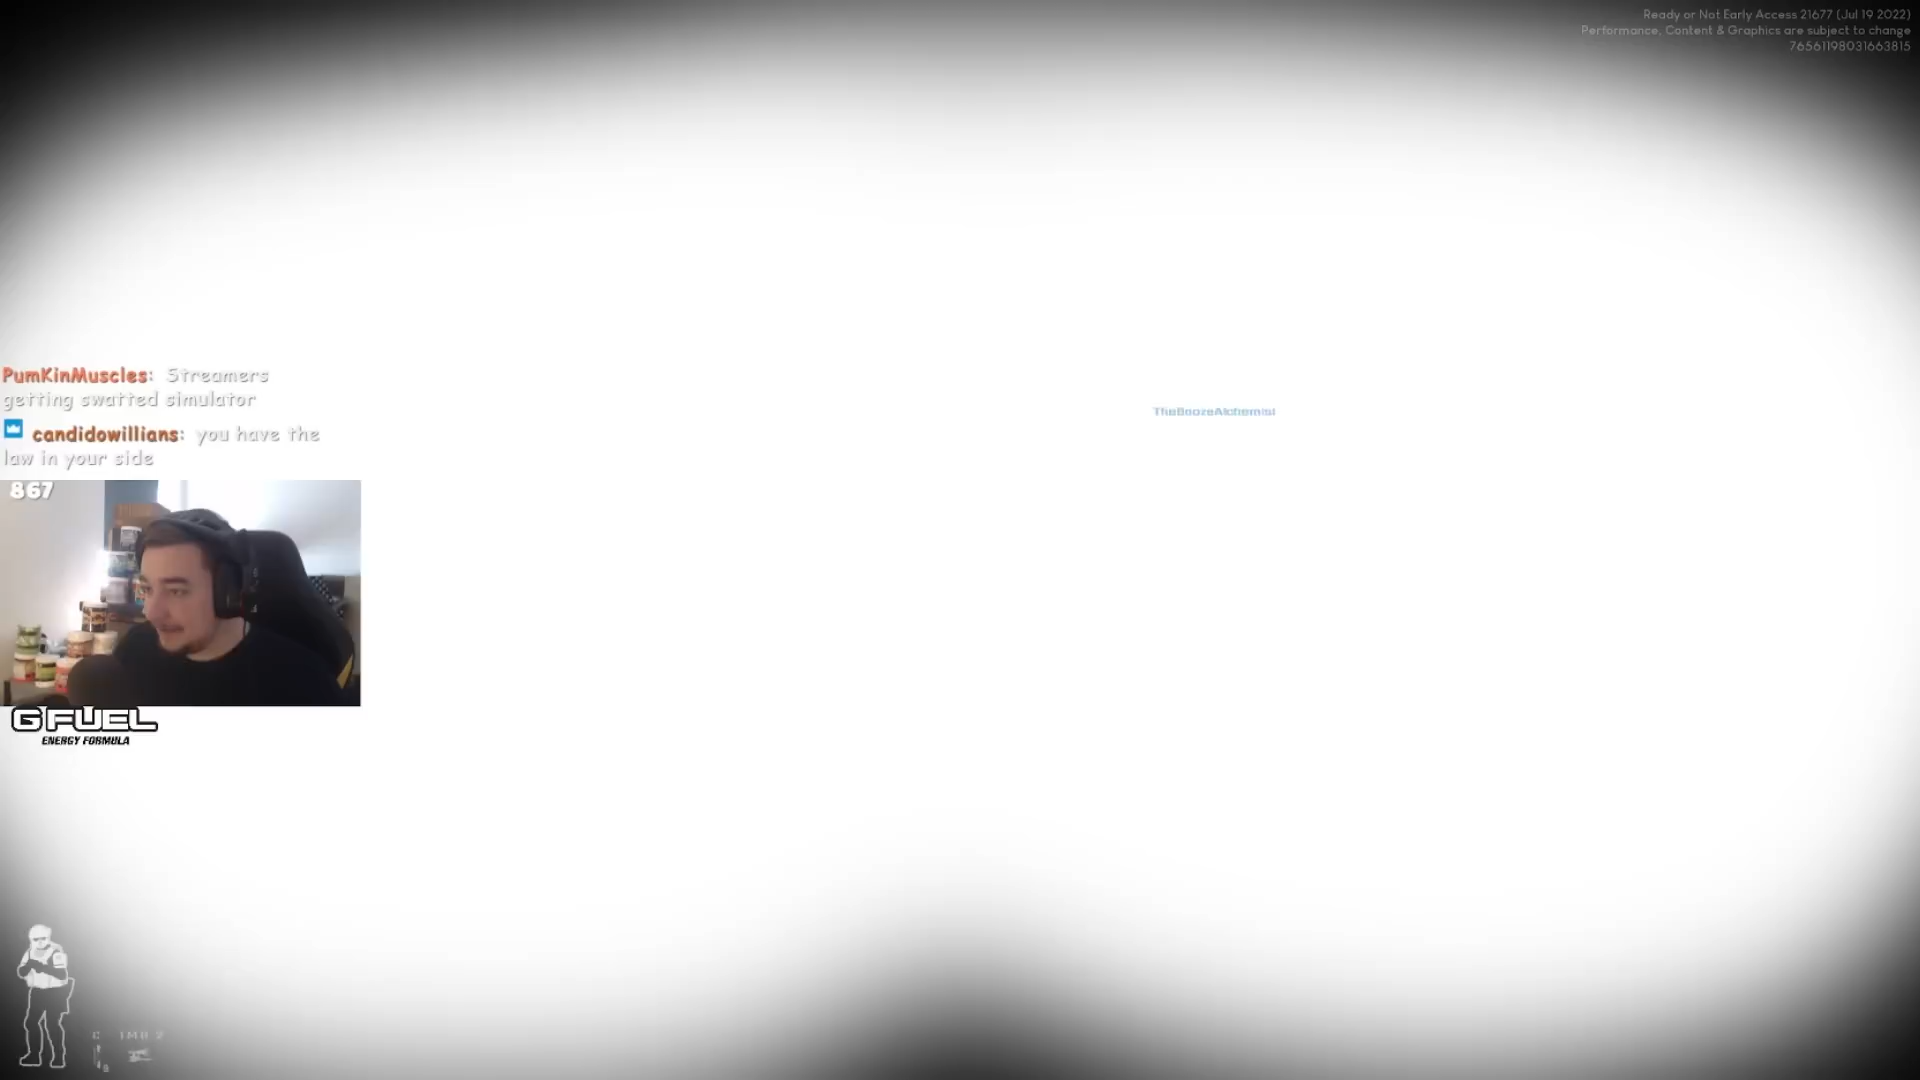 Ready or Not Early Access 21677 (Jul 19 2022)
Performance, Content & Graphics are subject to change
76561198031663815
PumKinMuscles: Streamers
getting swatted simulator
TheBoozeAlchemist
candidowillians: you have the
law in your side
867
G FUEL
ENERGY FORMULA